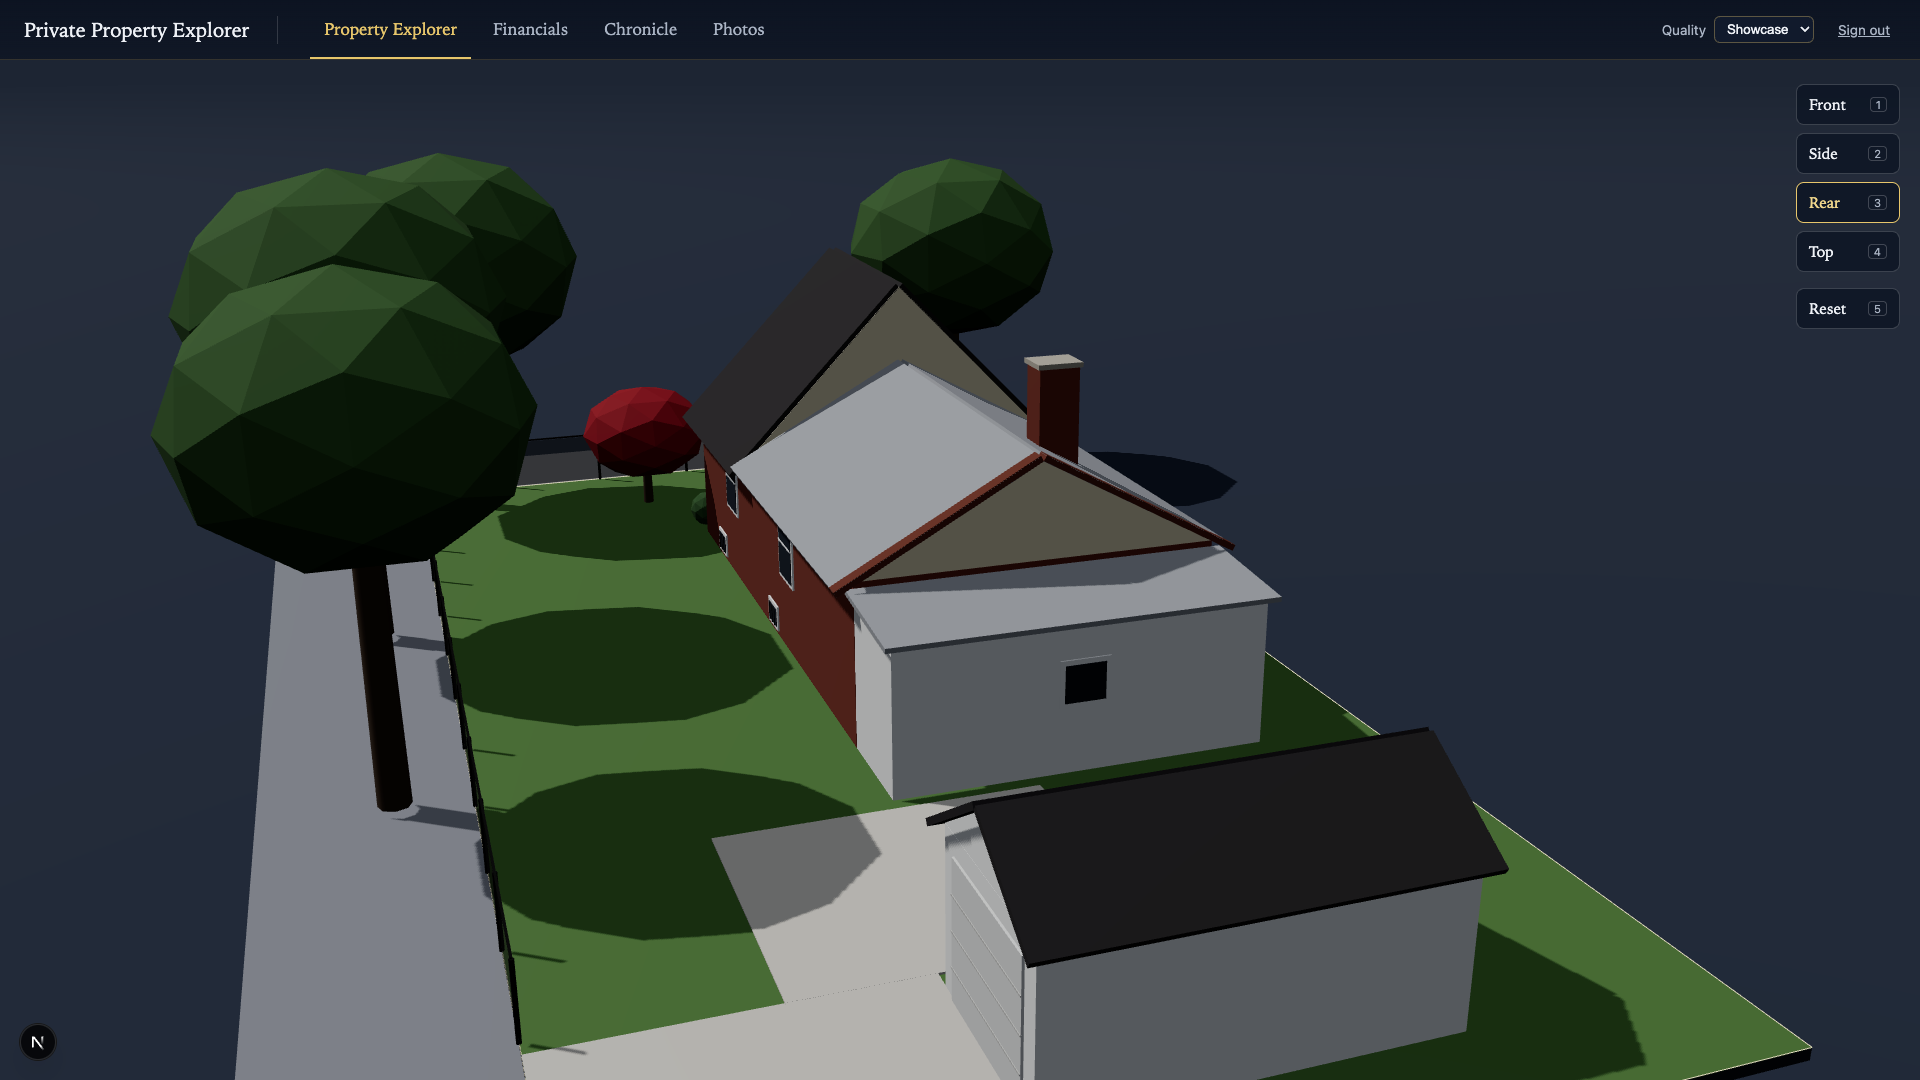 Private Property Explorer
Property Explorer
Financials
Chronicle
Photos
Quality
Showcase
Sign out
Front 1
Side 2
Rear 3
Top 4
Reset 5
N